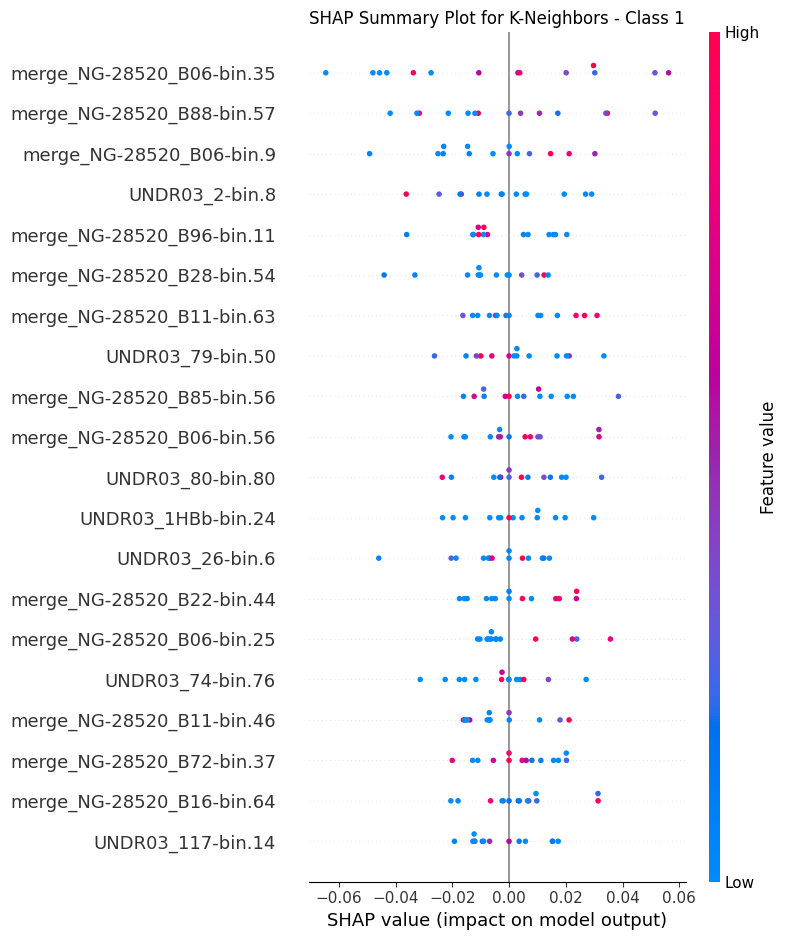 SHAP Summary Plot for K-Neighbors - Class 1
High
merge_NG-28520_B06-bin.35
merge_NG-28520_B88-bin.57
merge_NG-28520_B06-bin.9
UNDR03_2-bin.8
merge_NG-28520_B96-bin.11
merge_NG-28520_B28-bin.54
merge_NG-28520_B11-bin.63
UNDR03_79-bin.50
merge_NG-28520_B85-bin.56
merge_NG-28520_B06-bin.56
UNDR03_80-bin.80
UNDR03_1HBb-bin.24
UNDR03_26-bin.6
merge_NG-28520_B22-bin.44
merge_NG-28520_B06-bin.25
UNDR03_74-bin.76
merge_NG-28520_B11-bin.46
merge_NG-28520_B72-bin.37
merge_NG-28520_B16-bin.64
UNDR03_117-bin.14
Feature value
Low
−0.06 −0.04 −0.02 0.00 0.02 0.04 0.06
SHAP value (impact on model output)